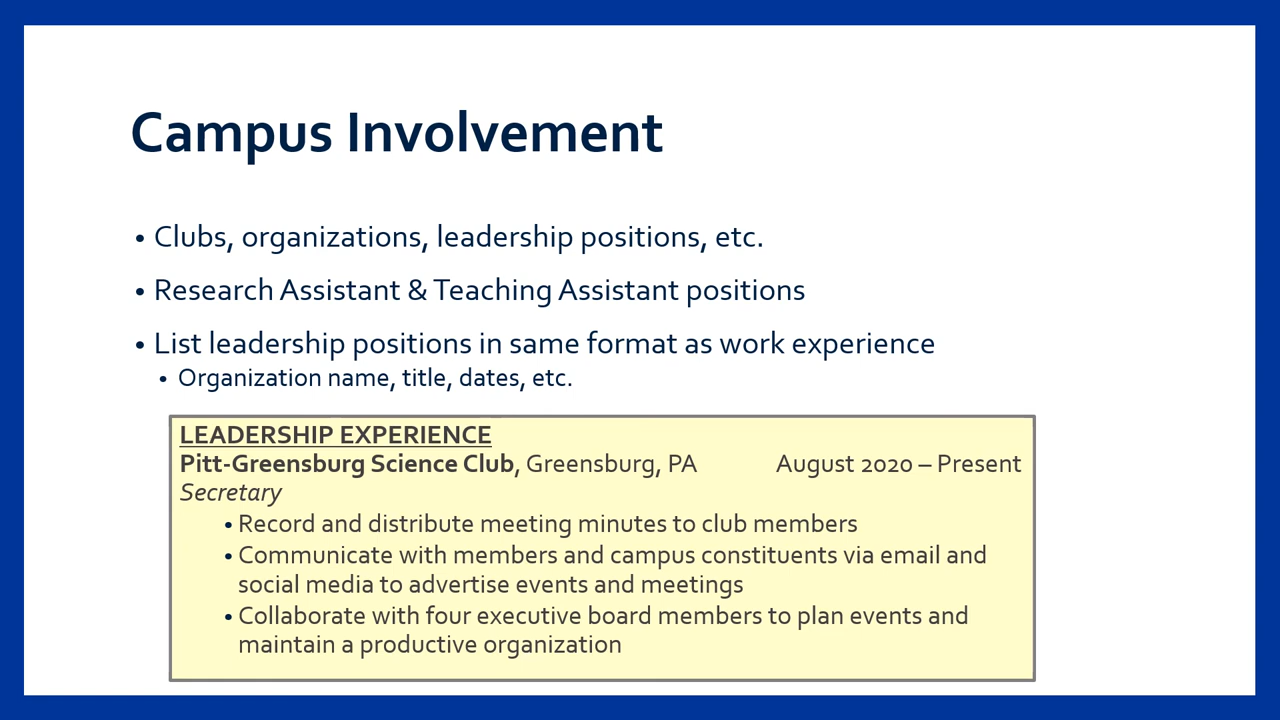 Campus Involvement
• Clubs, organizations, leadership positions, etc.
• Research Assistant & Teaching Assistant positions
• List leadership positions in same format as work experience
• Organization name, title, dates, etc.
LEADERSHIP EXPERIENCE
Pitt-Greensburg Science Club, Greensburg, PA August 2020 – Present
Secretary
• Record and distribute meeting minutes to club members
• Communicate with members and campus constituents via email and
social media to advertise events and meetings
• Collaborate with four executive board members to plan events and
maintain a productive organization